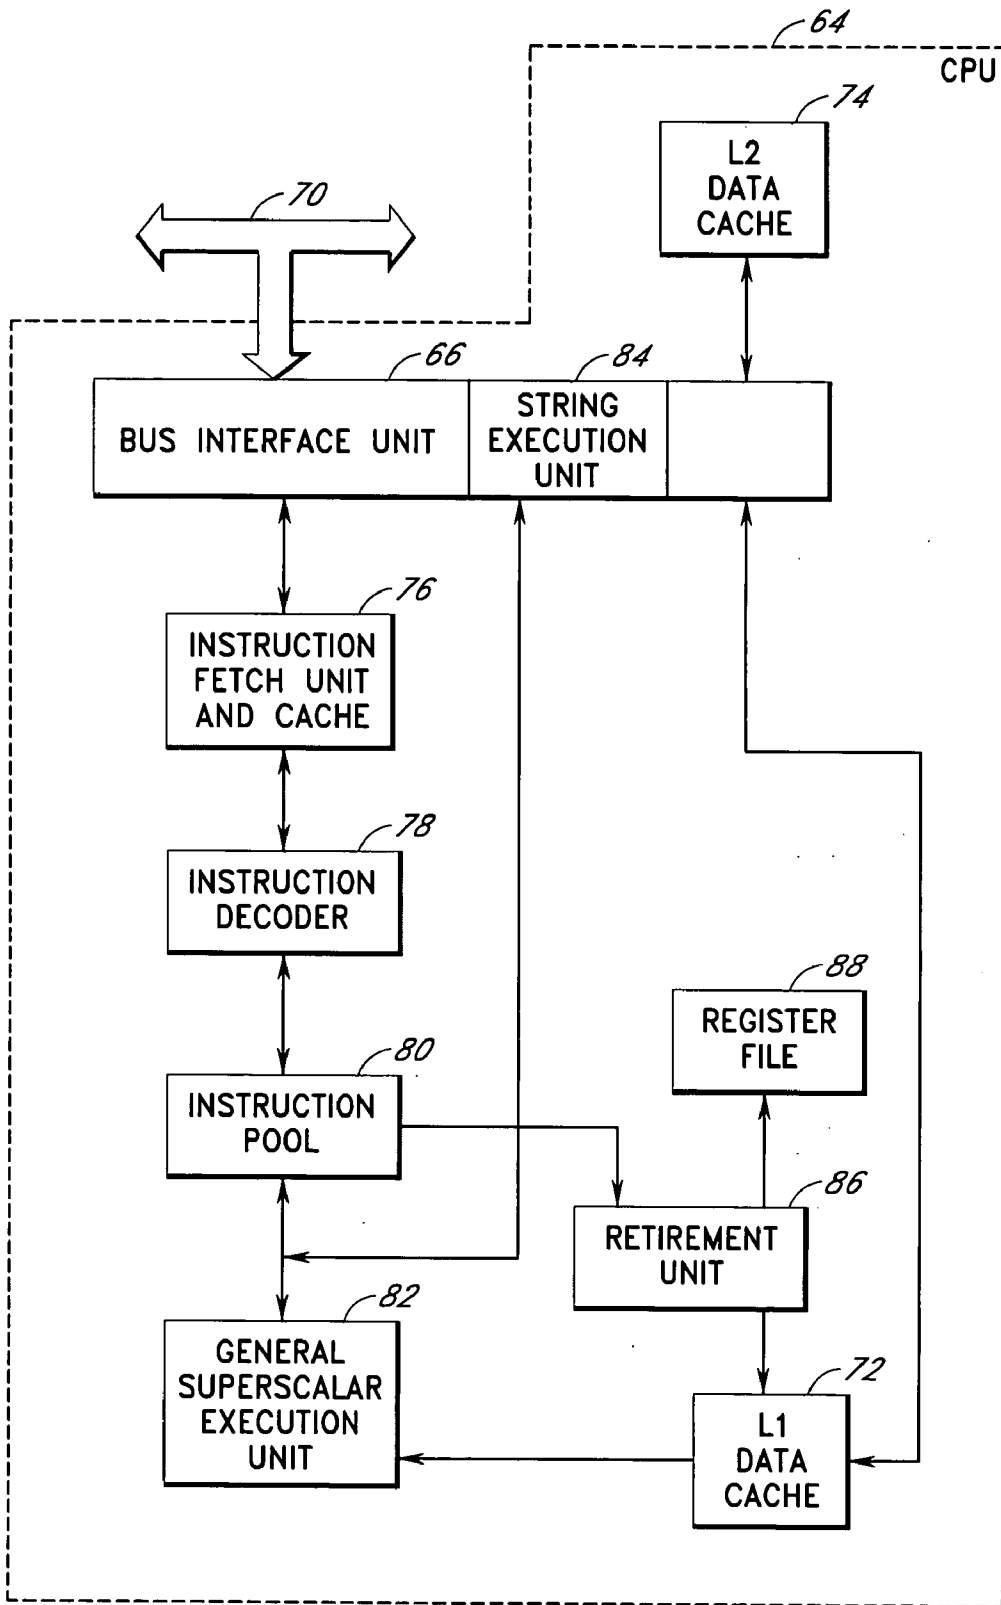 64
CPU
74
L2
DATA
CACHE
70
66
84
BUS INTERFACE UNIT
STRING
EXECUTION
UNIT
76
INSTRUCTION
FETCH UNIT
AND CACHE
78
INSTRUCTION
DECODER
88
REGISTER
FILE
80
INSTRUCTION
POOL
86
RETIREMENT
UNIT
82
GENERAL
SUPERSCALAR
EXECUTION
UNIT
72
L1
DATA
CACHE